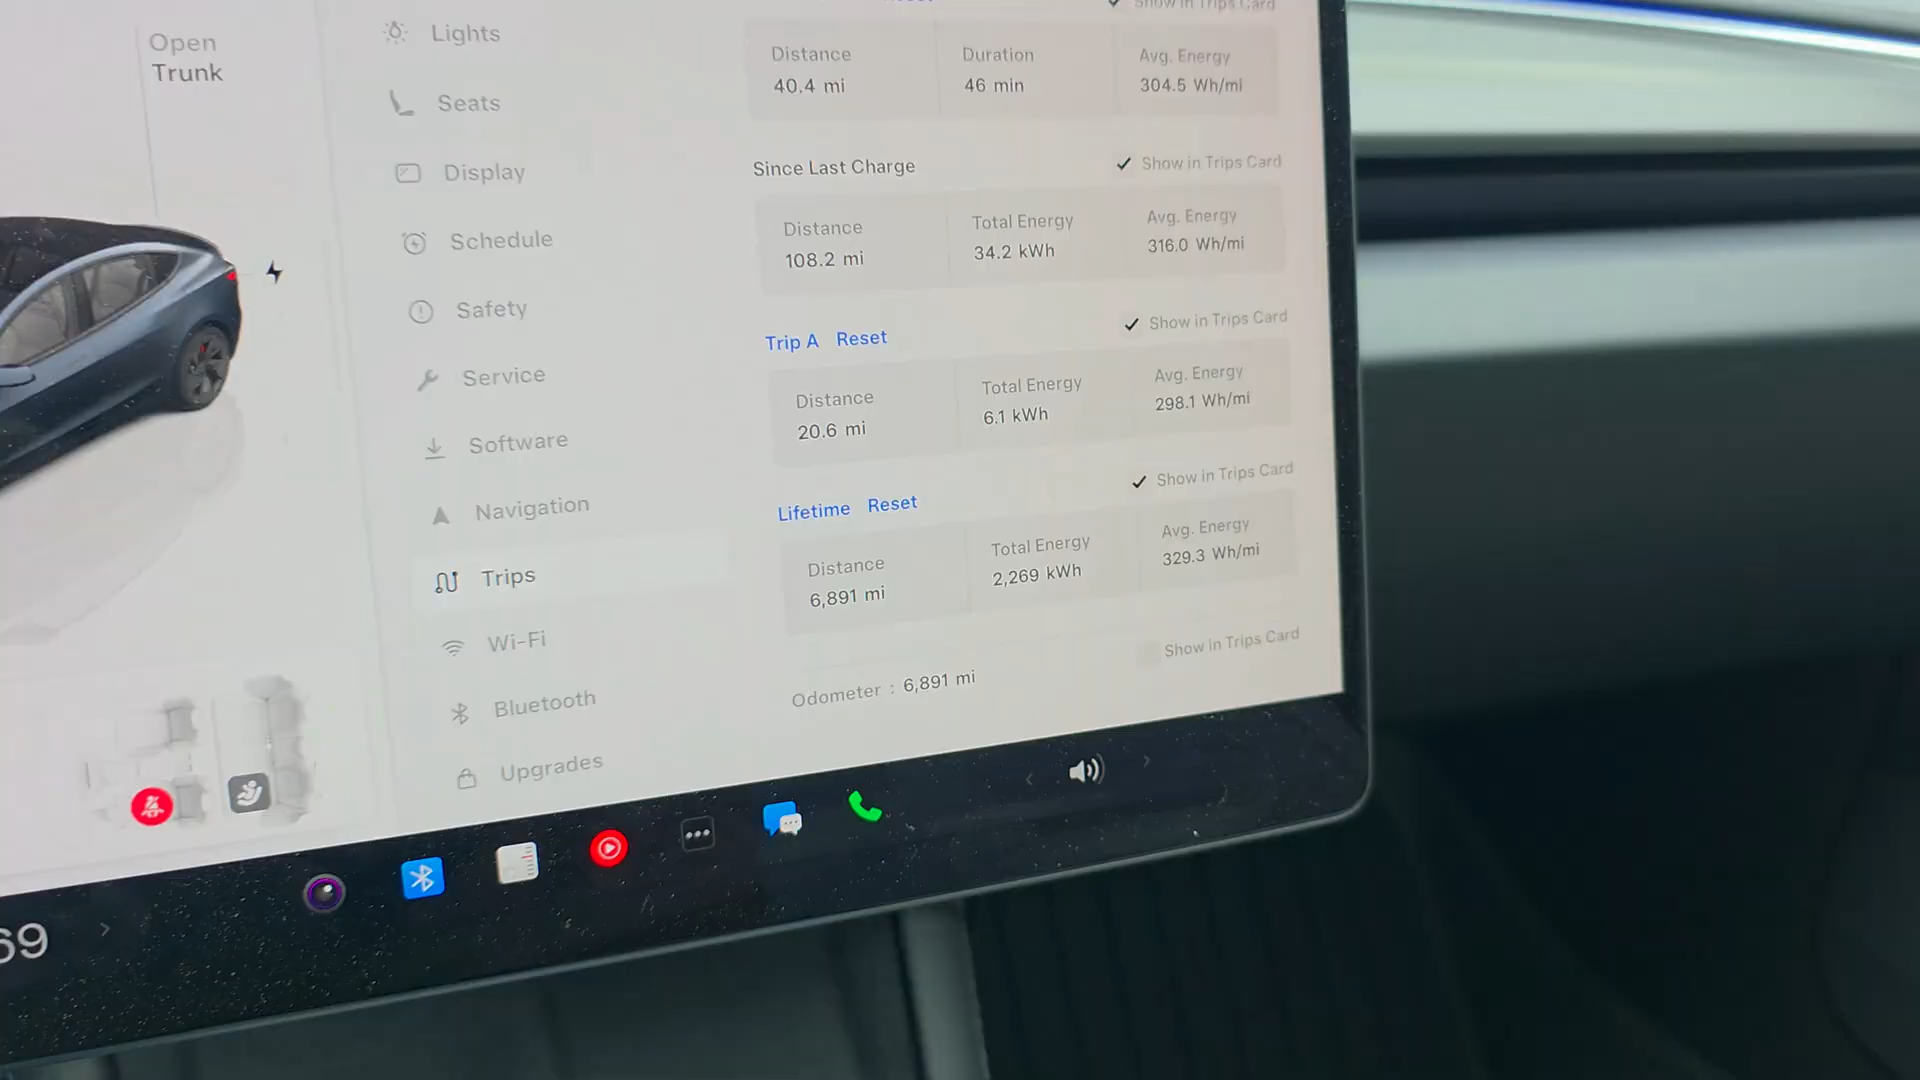 Open
Trunk
Lights
Seats
Display
Schedule
Safety
Service
Software
Navigation
Trips
Wi-Fi
Bluetooth
Upgrades
Show in Trips Card
Distance Duration Avg. Energy
40.4 mi 46 min 304.5 Wh/mi
Since Last Charge Show in Trips Card
Distance Total Energy Avg. Energy
108.2 mi 34.2 kWh 316.0 Wh/mi
Trip A Reset Show in Trips Card
Distance Total Energy Avg. Energy
20.6 mi 6.1 kWh 298.1 Wh/mi
Lifetime Reset Show in Trips Card
Distance Total Energy Avg. Energy
6,891 mi 2,269 kWh 329.3 Wh/mi
Odometer : 6,891 mi Show in Trips Card
69